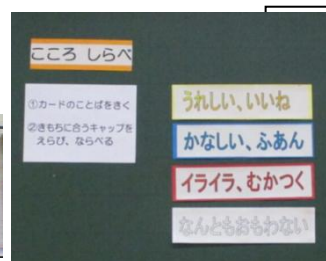 こころ しらべ
①カードのことばをきく
②きもちに合うキャップを
えらび、ならべる
うれしい、いいね
かなしい、ふあん
イライラ、むかつく
なんともおもわない